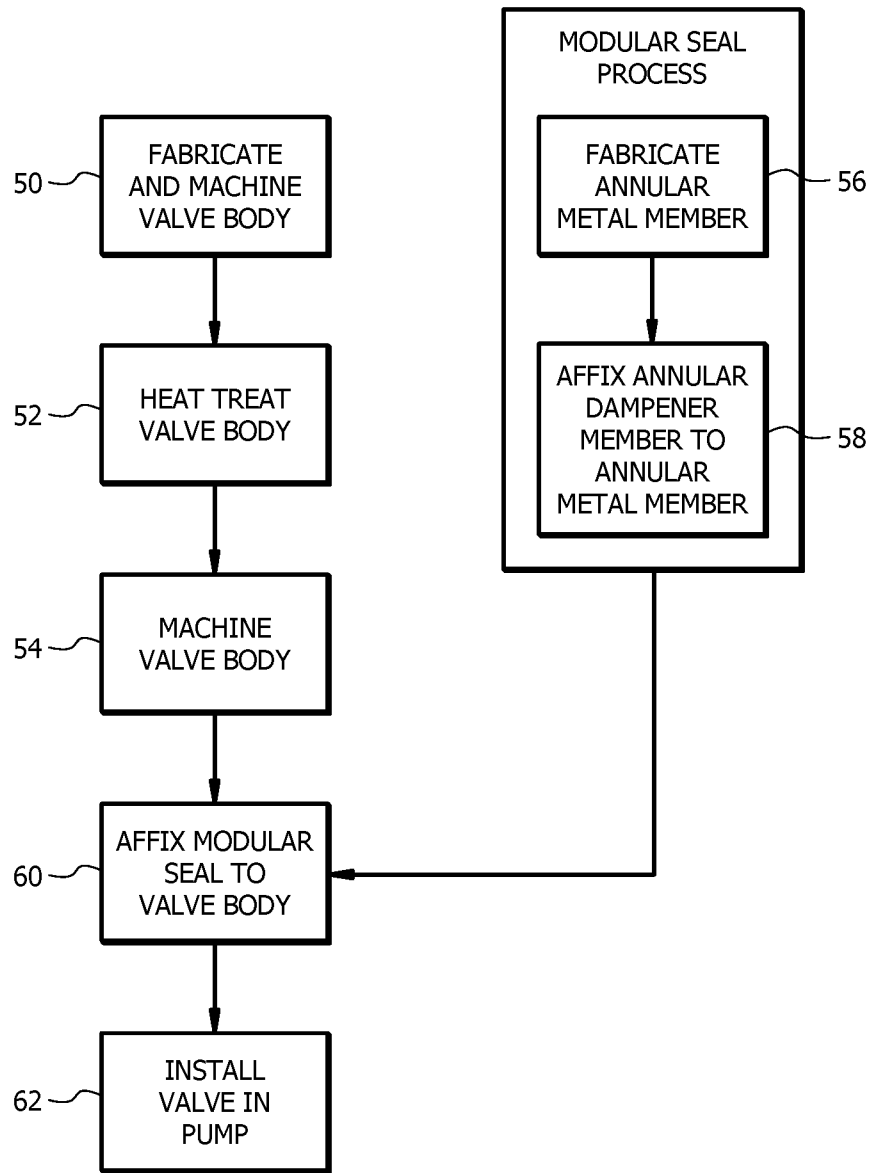 50
FABRICATE
AND MACHINE
VALVE BODY
52
HEAT TREAT
VALVE BODY
54
MACHINE
VALVE BODY
60
AFFIX MODULAR
SEAL TO
VALVE BODY
62
INSTALL
VALVE IN
PUMP
MODULAR SEAL
PROCESS
FABRICATE
ANNULAR
METAL MEMBER
56
AFFIX ANNULAR
DAMPENER
MEMBER TO
ANNULAR
METAL MEMBER
58